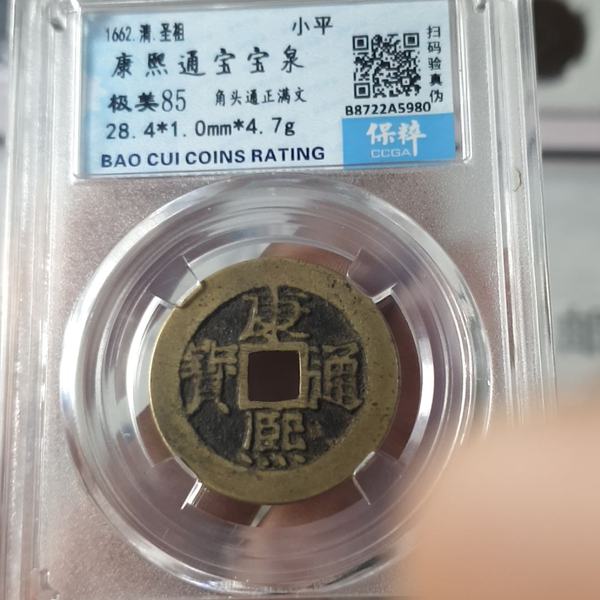 1662.清.圣祖
小平
康熙通宝宝泉
极美85
角头通正满文
28.4*1.0mm*4.7g
BAO CUI COINS RATING
扫码验真伪
B8722A5980
保粹
CCGA
康熙通寶